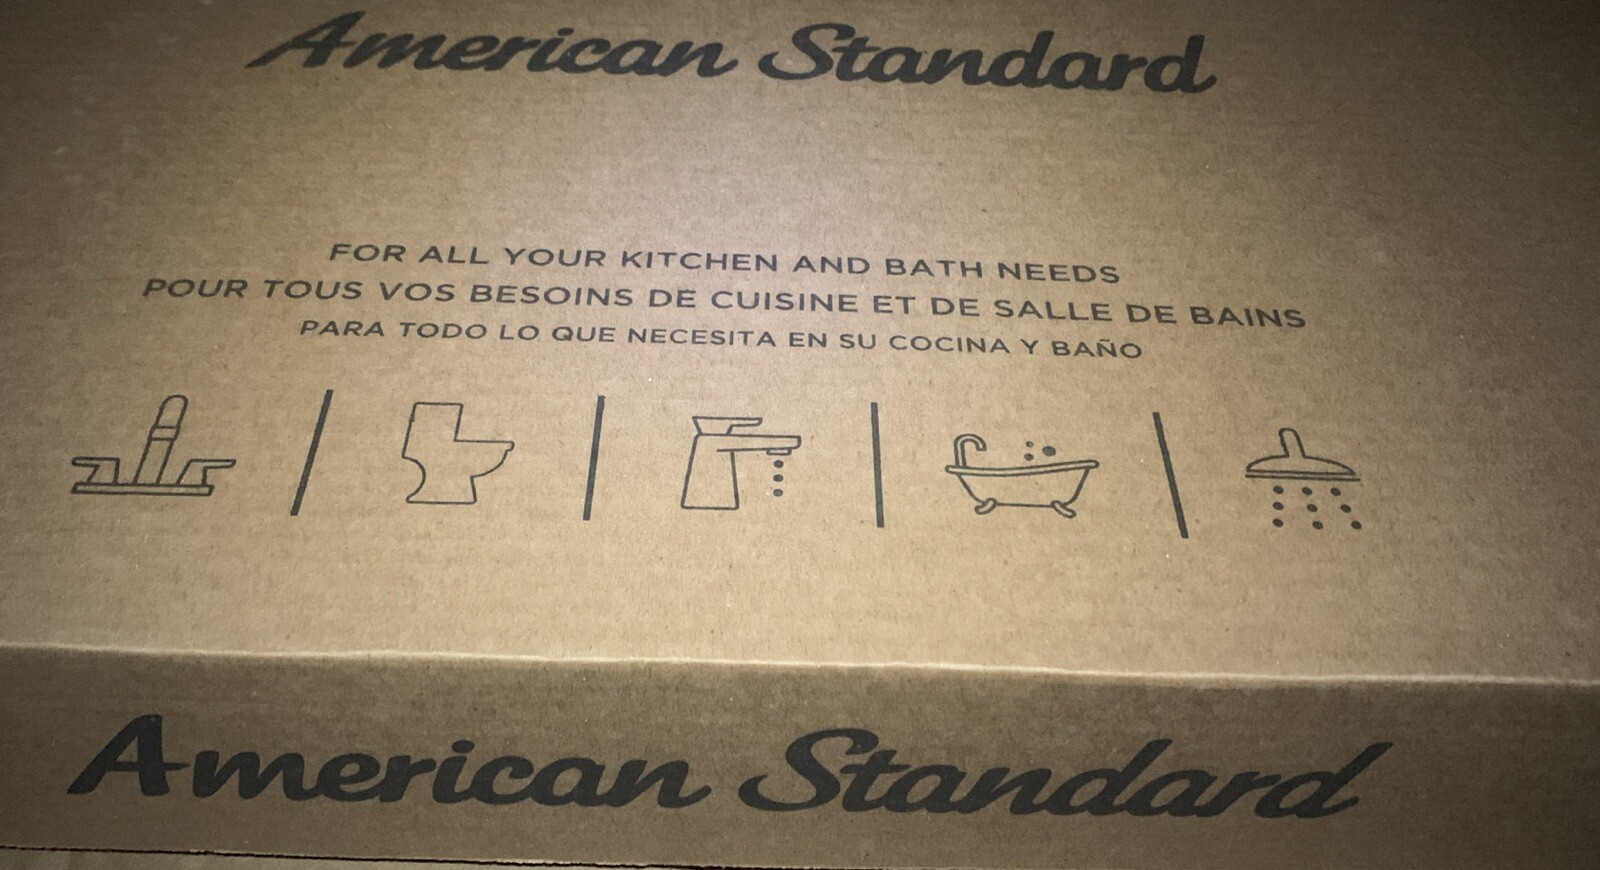 American Standard
FOR ALL YOUR KITCHEN AND BATH NEEDS
POUR TOUS VOS BESOINS DE CUISINE ET DE SALLE DE BAINS
PARA TODO LO QUE NECESITA EN SU COCINA Y BAÑO
American Standard